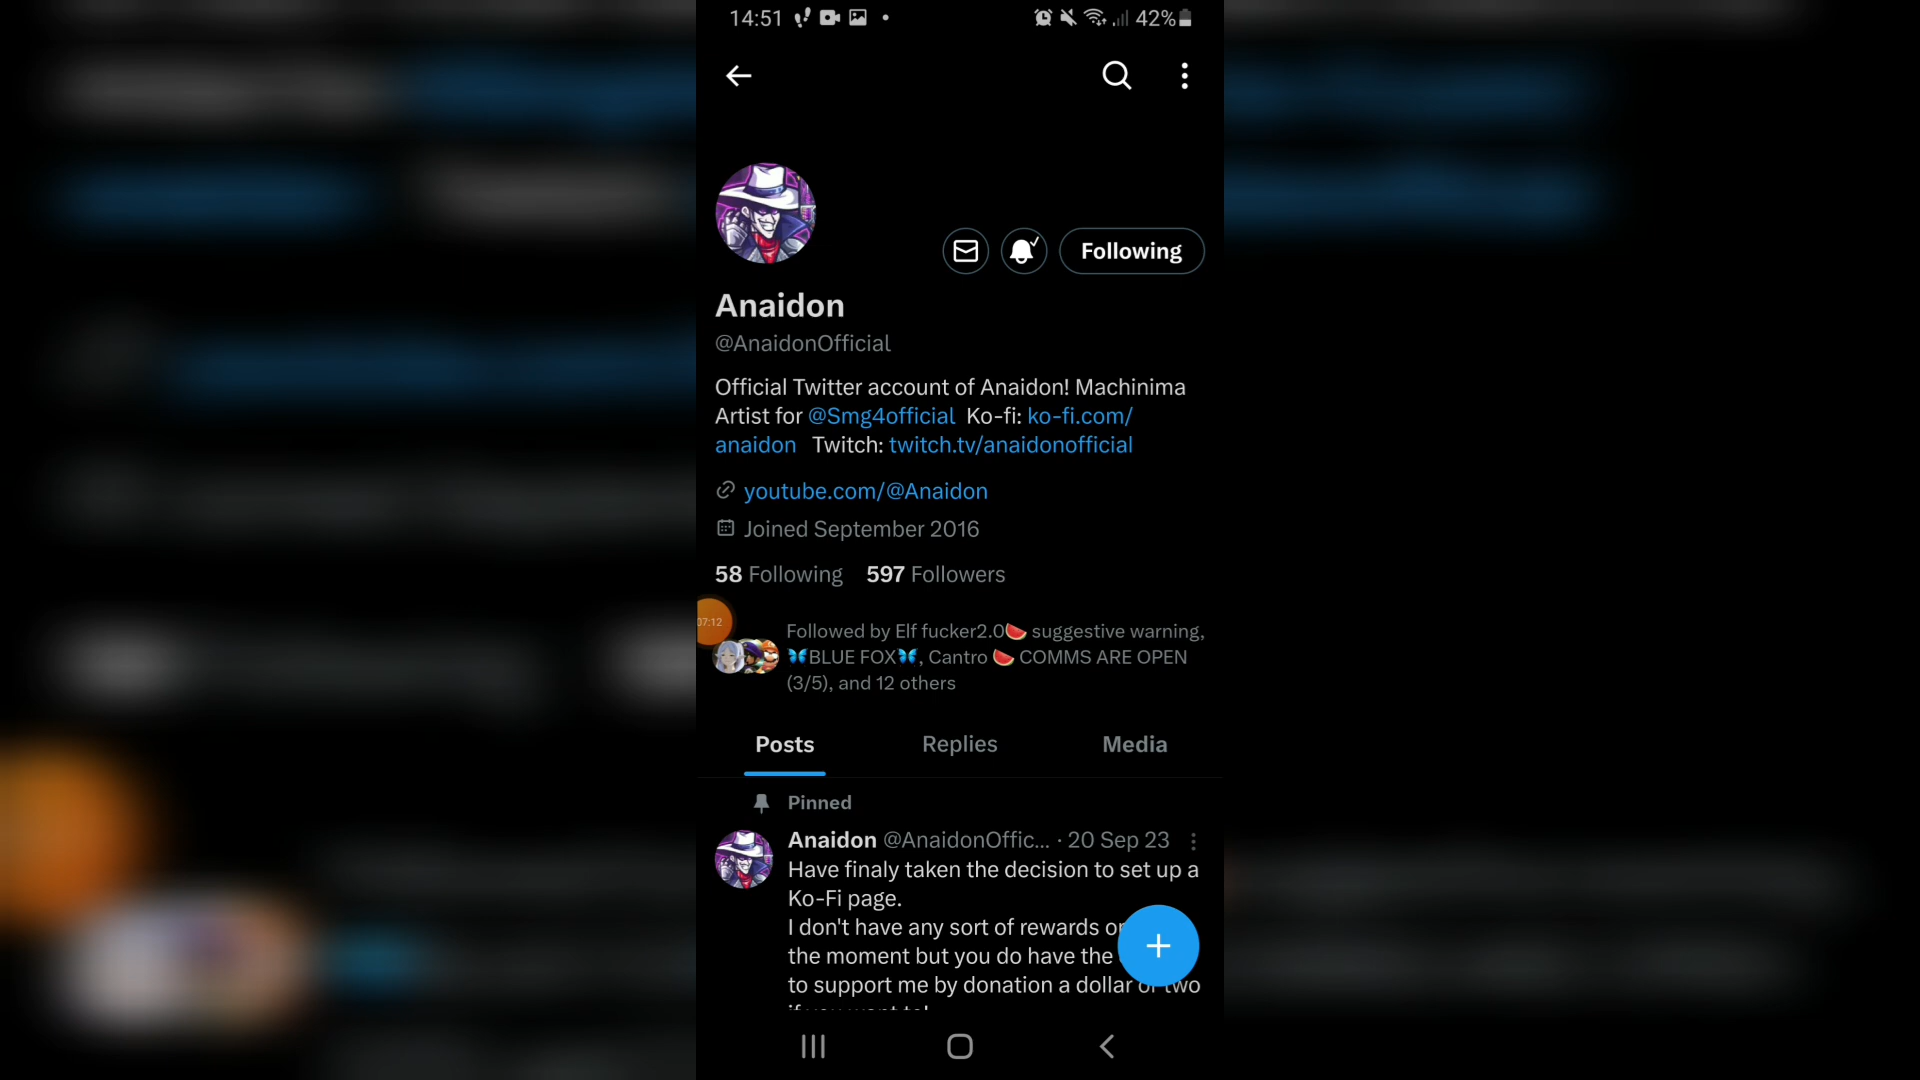 14:51 42%
Following
Anaidon
@AnaidonOfficial
Official Twitter account of Anaidon! Machinima
Artist for @Smg4official Ko-fi: ko-fi.com/
anaidon Twitch: twitch.tv/anaidonofficial
youtube.com/@Anaidon
Joined September 2016
58 Following 597 Followers
07:12
Followed by Elf fucker2.0🍉 suggestive warning,
🦋BLUE FOX🦋, Cantro 🍉 COMMS ARE OPEN
(3/5), and 12 others
Posts Replies Media
Pinned
Anaidon @AnaidonOffic... · 20 Sep 23
Have finaly taken the decision to set up a
Ko-Fi page.
I don't have any sort of rewards
the moment but you do have the
to support me by donation a dollar or two